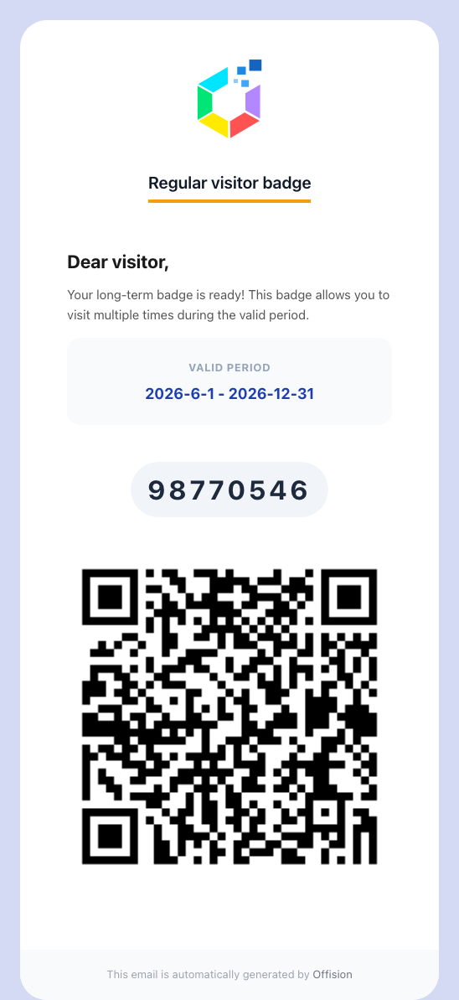 Regular visitor badge
Dear visitor,
Your long-term badge is ready! This badge allows you to
visit multiple times during the valid period.
VALID PERIOD
2026-6-1 - 2026-12-31
98770546
This email is automatically generated by Offision